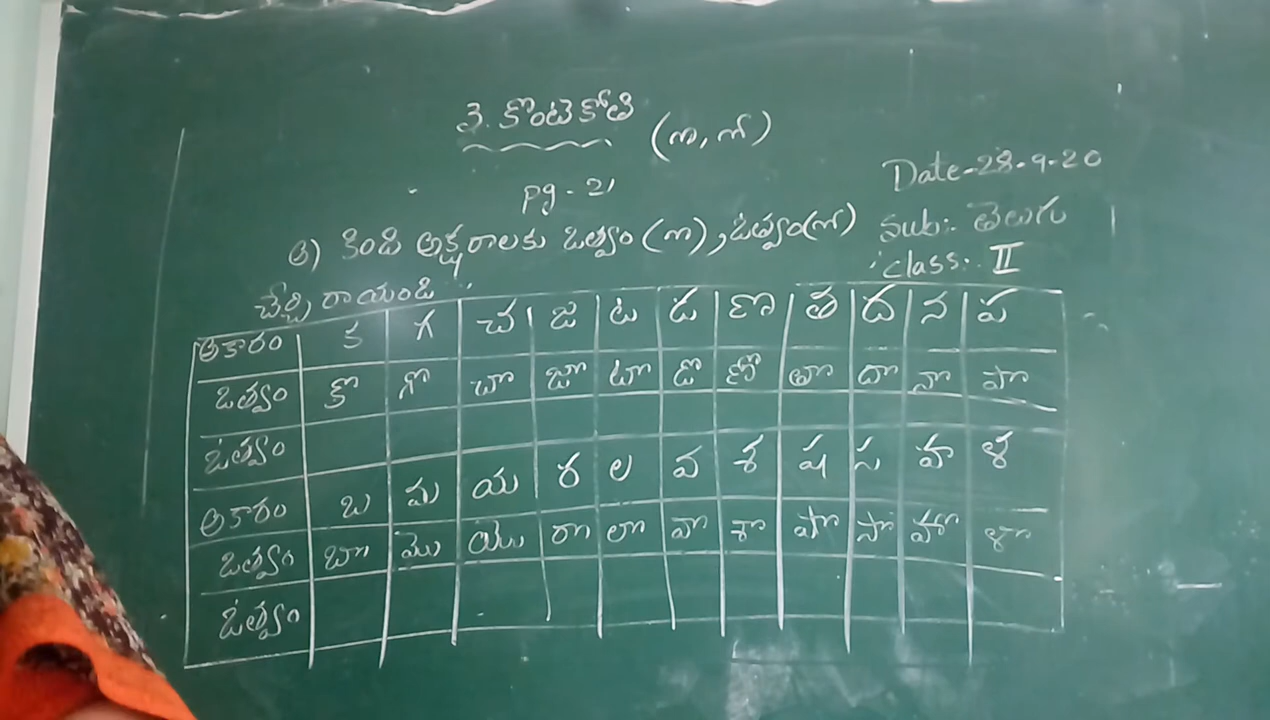 3. కొంటెకోతి (ొ, ో)
pg - 21
Date-28-9-20
ఆ) కింది అక్షరాలకు ఒత్వం (ొ), ఓత్వం(ో)
sub:- తెలుగు
చేర్చి రాయండి
class:- II
అకారం క గ చ జ ట డ ణ త ద న ప
ఒత్వం కొ గొ చొ జొ టొ డొ ణొ తొ దొ నొ పొ
ఓత్వం
అకారం బ మ య ర ల వ శ ష స హ ళ
ఒత్వం బొ మొ యొ రొ లొ వొ శొ షొ సొ హొ ళొ
ఓత్వం